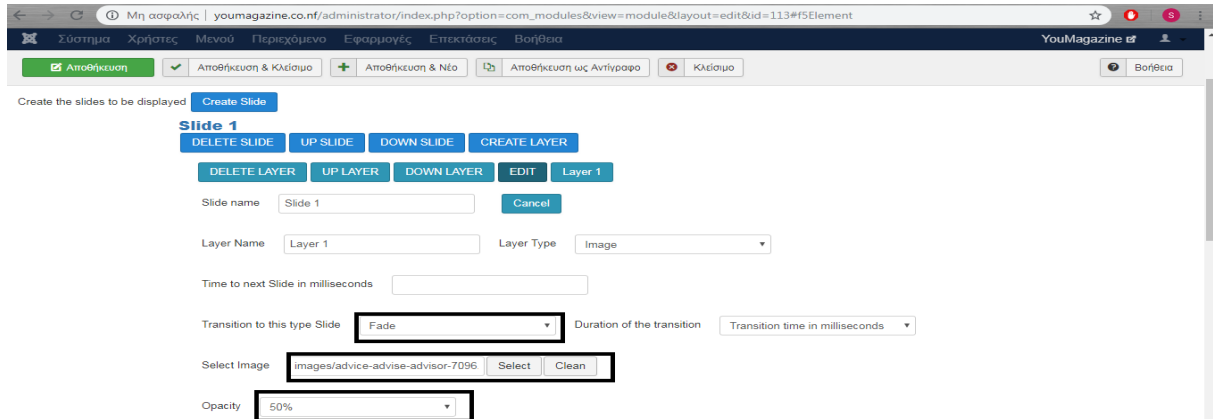 Μη ασφαλής | youmagazine.co.nf/administrator/index.php?option=com_modules&view=module&layout=edit&id=113#f5Element S
Σύστημα Χρήστες Μενού Περιεχόμενο Εφαρμογές Επεκτάσεις Βοήθεια YouMagazine
Αποθήκευση Αποθήκευση & Κλείσιμο Αποθήκευση & Νέο Αποθήκευση ως Αντίγραφο Κλείσιμο Βοήθεια
Create the slides to be displayed Create Slide
Slide 1
DELETE SLIDE UP SLIDE DOWN SLIDE CREATE LAYER
DELETE LAYER UP LAYER DOWN LAYER EDIT Layer 1
Slide name Slide 1 Cancel
Layer Name Layer 1 Layer Type Image
Time to next Slide in milliseconds
Transition to this type Slide Fade Duration of the transition Transition time in milliseconds
Select Image images/advice-advise-advisor-7096 Select Clean
Opacity 50%